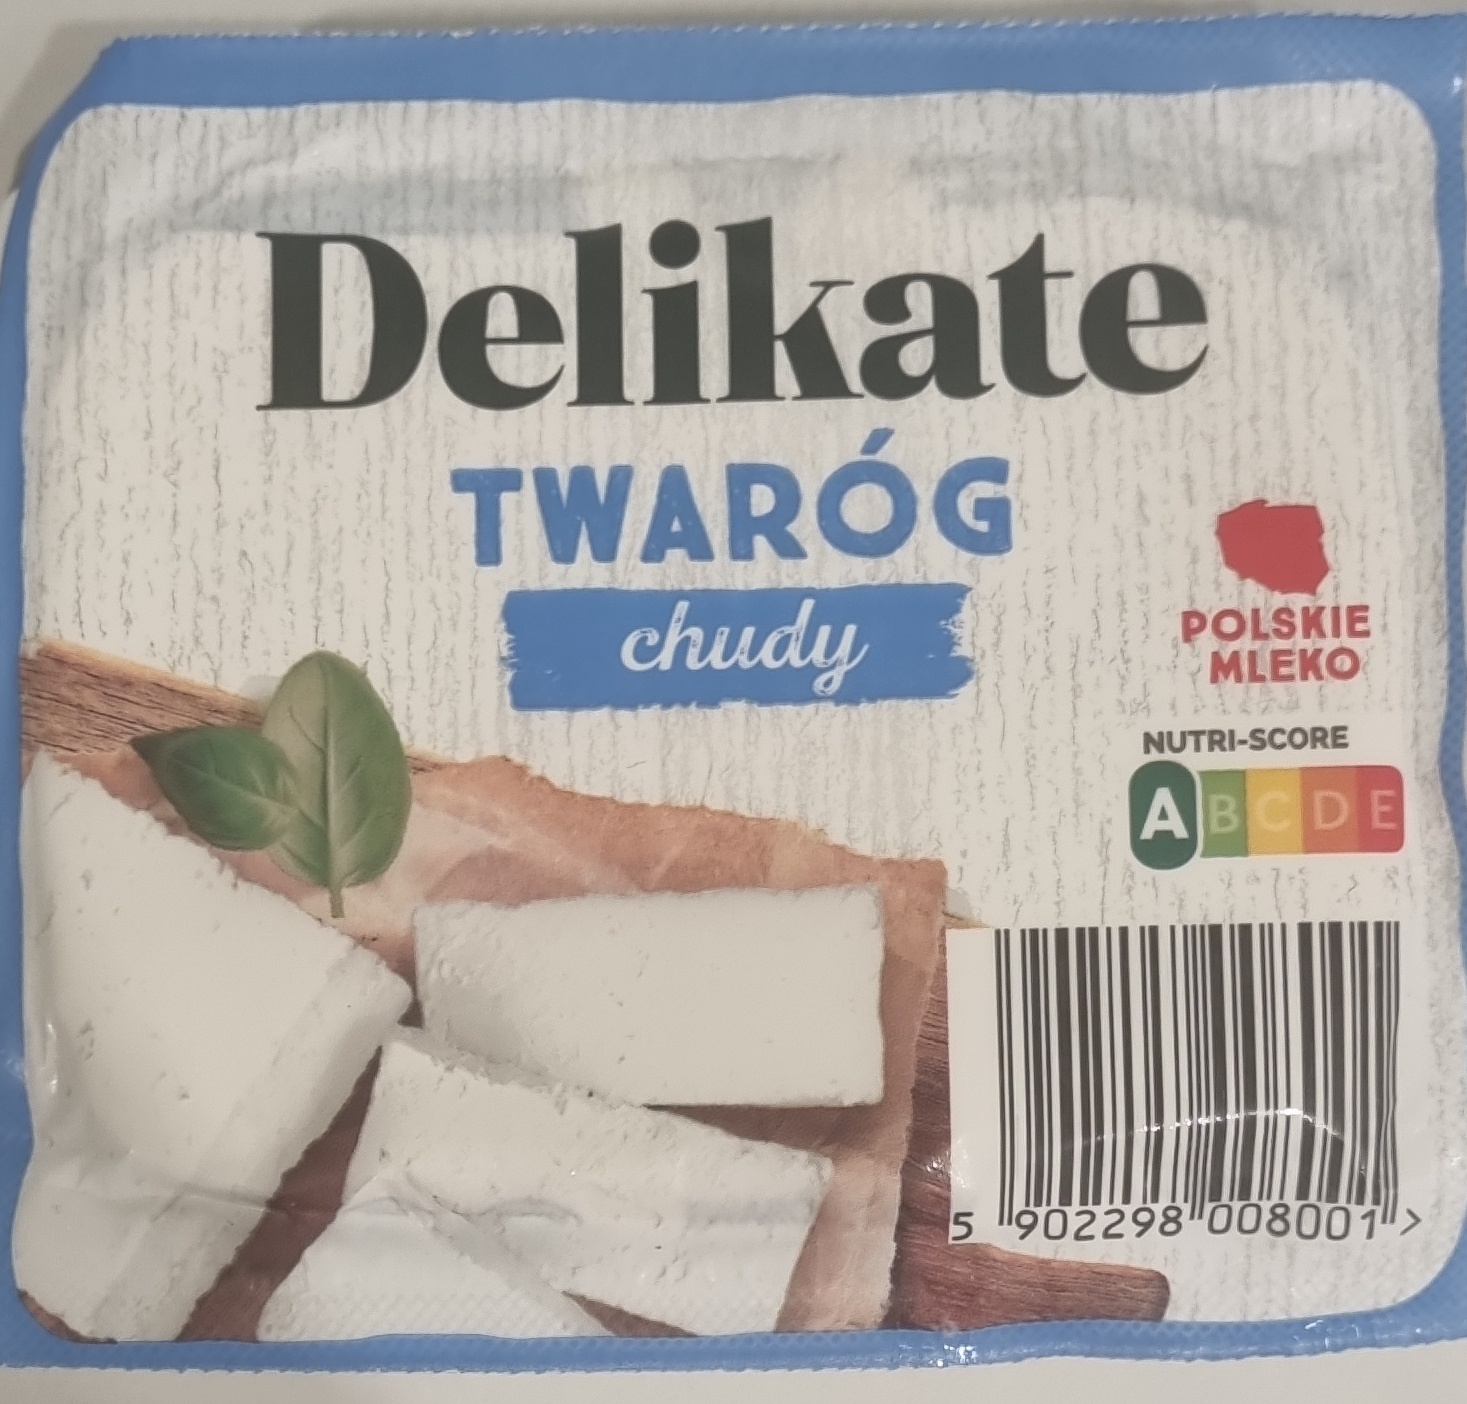 Delikate
TWARÓG
chudy
POLSKIE
MLEKO
NUTRI-SCORE
A B C D E
5 902298 008001 >